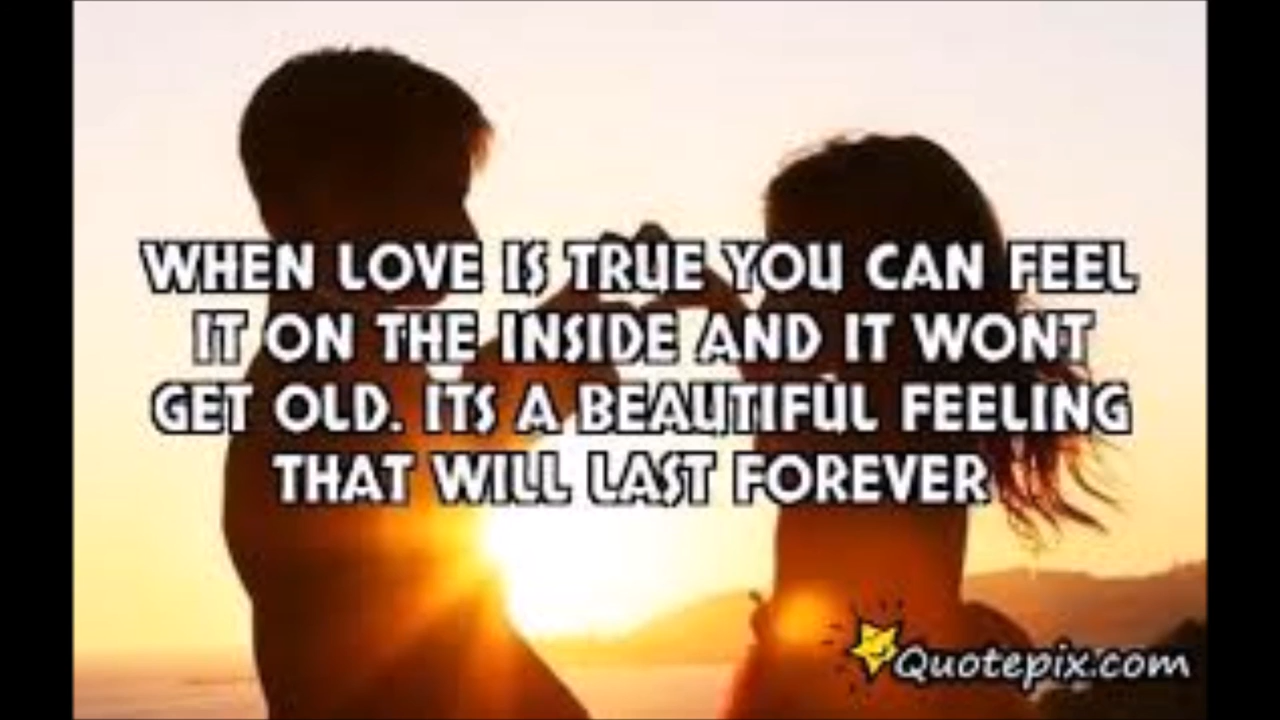 WHEN LOVE IS TRUE YOU CAN FEEL
IT ON THE INSIDE AND IT WONT
GET OLD. ITS A BEAUTIFUL FEELING
THAT WILL LAST FOREVER
Quotepix.com